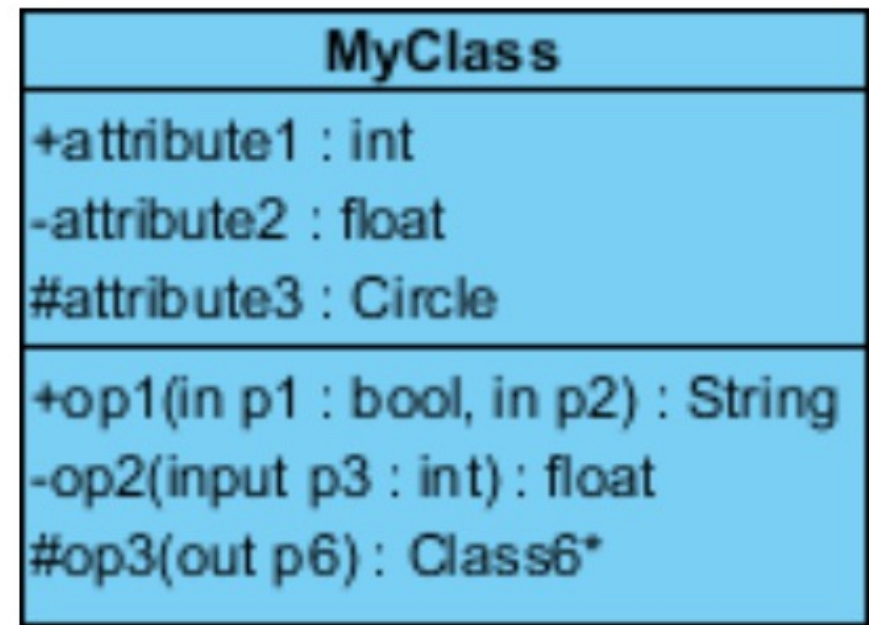 MyClass
+attribute1 : int
-attribute2 : float
#attribute3 : Circle
+op1(in p1 : bool, in p2) : String
-op2(input p3 : int) : float
#op3(out p6) : Class6*